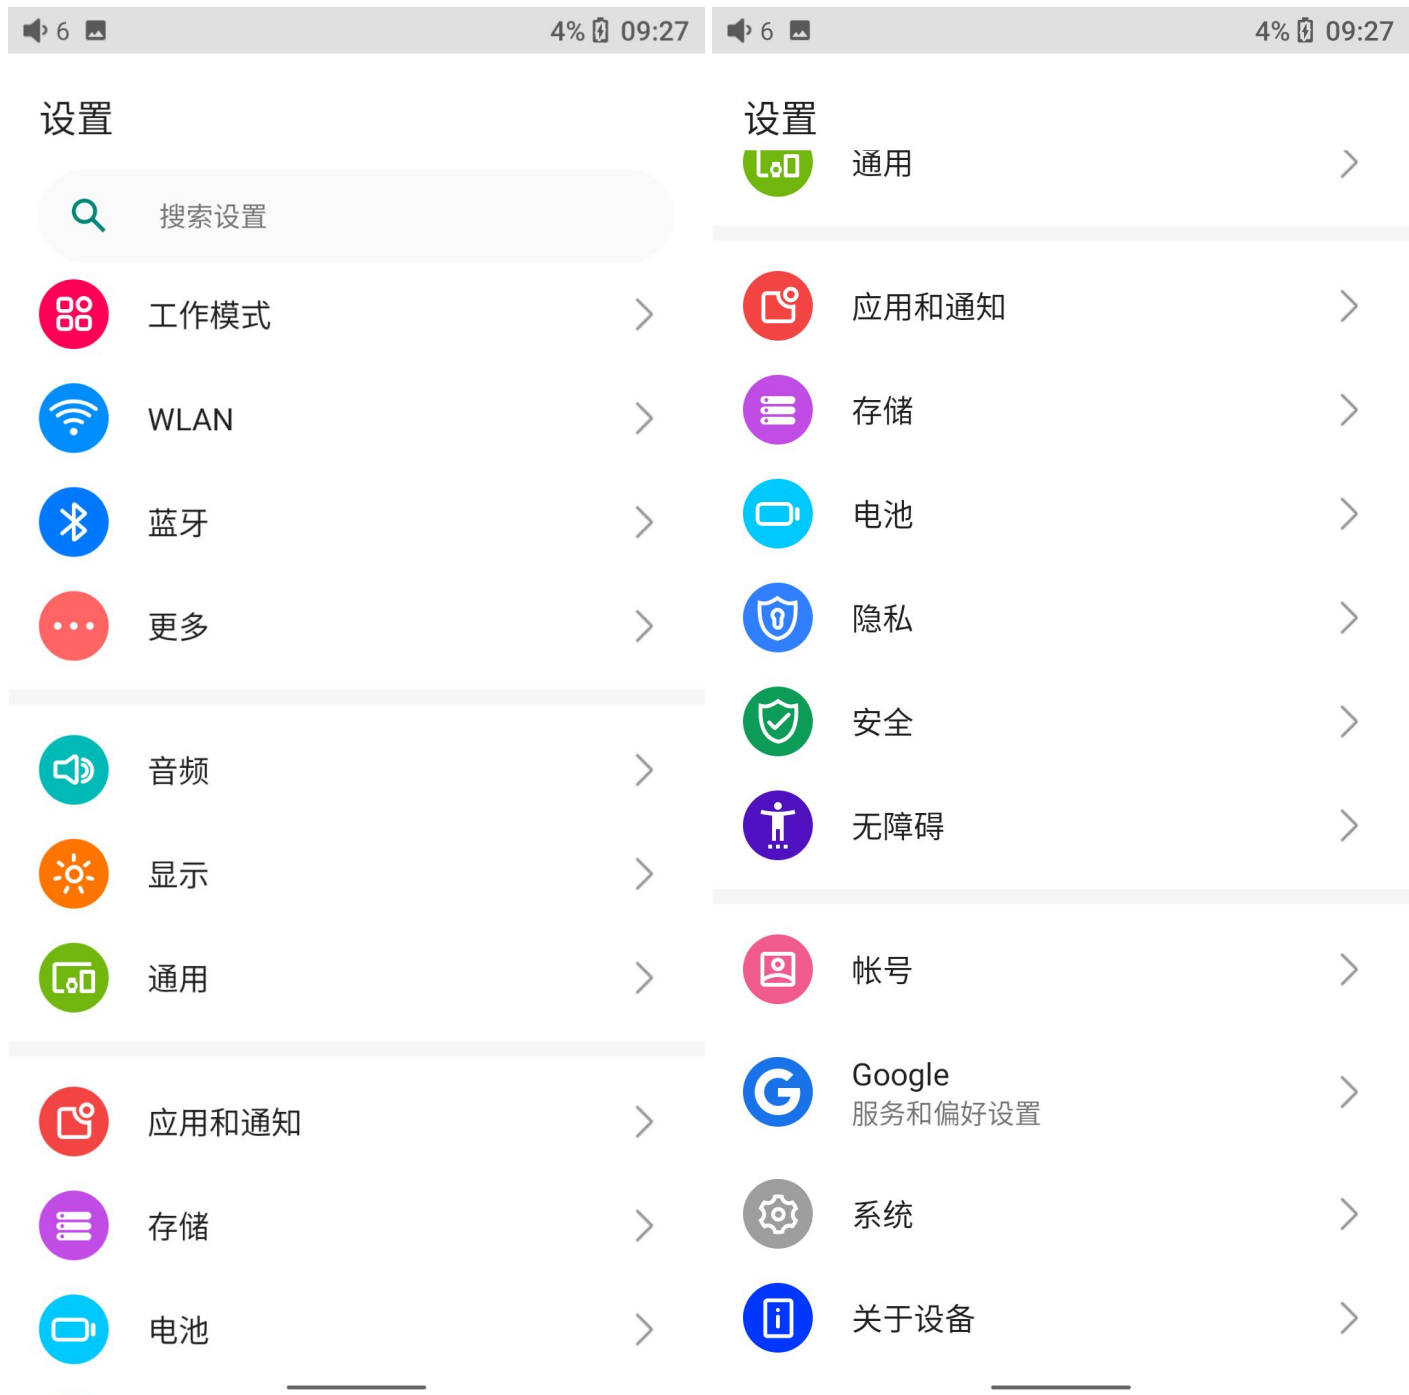 6
4% 09:27
设置
搜索设置
工作模式
WLAN
蓝牙
更多
音频
显示
通用
应用和通知
存储
电池
6
4% 09:27
设置
通用
应用和通知
存储
电池
隐私
安全
无障碍
帐号
Google
服务和偏好设置
系统
关于设备